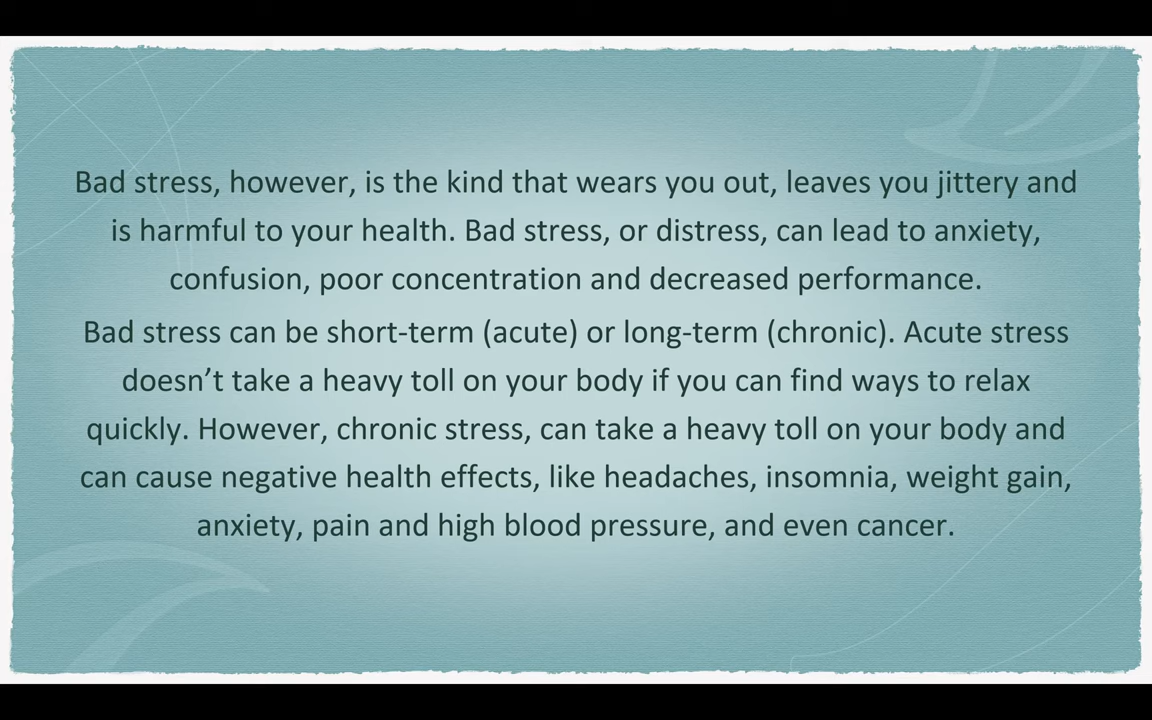 Bad stress, however, is the kind that wears you out, leaves you jittery and
is harmful to your health. Bad stress, or distress, can lead to anxiety,
confusion, poor concentration and decreased performance.
Bad stress can be short-term (acute) or long-term (chronic). Acute stress
doesn’t take a heavy toll on your body if you can find ways to relax
quickly. However, chronic stress, can take a heavy toll on your body and
can cause negative health effects, like headaches, insomnia, weight gain,
anxiety, pain and high blood pressure, and even cancer.